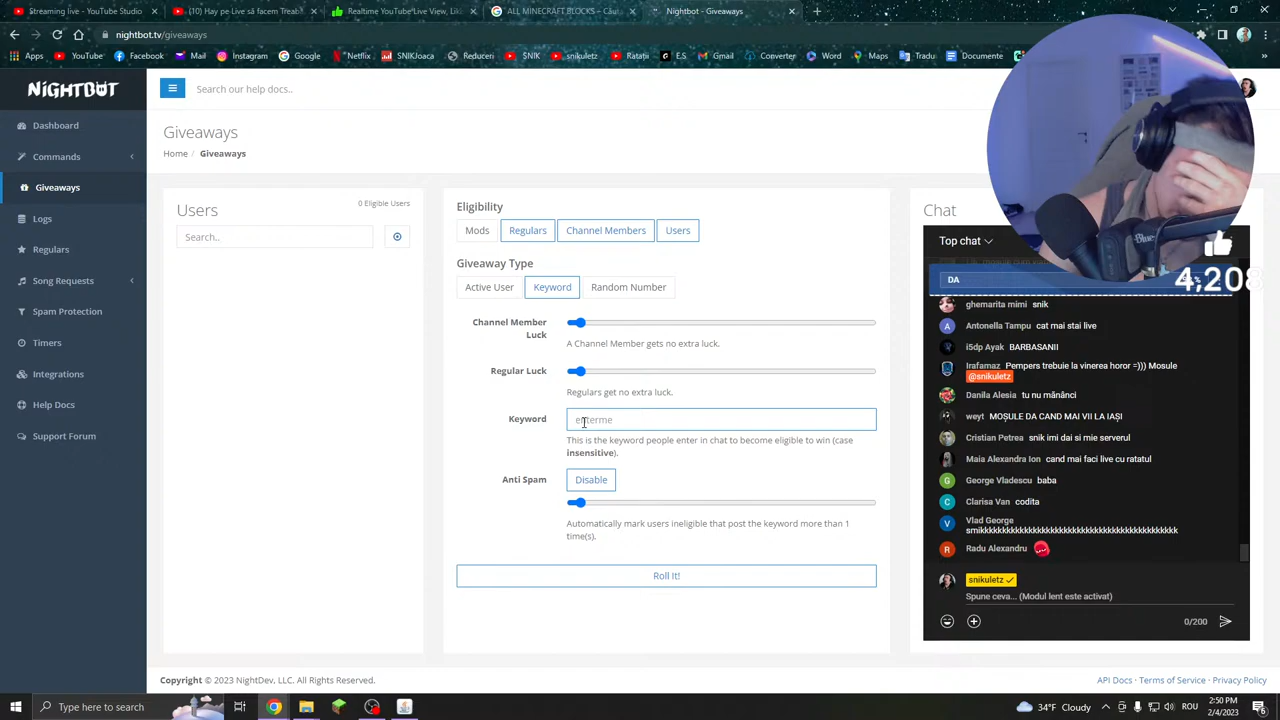 Streaming live - YouTube S
(10) Hay Pe Li să facem Treab
Realtime YouTube Live View, Lik
ALL MINECRAFT BLOCKS – Cău
Nightbot - Giveaways
nightbot.tv/giveaways
Apps
YouTube
Facebook
Mail
Instagram
Google
Netflix
SNIKJoaca
Reduceri
$NIK
snikuletz
Ratații
E.S
Gmail
Converter
Word
Maps
Tradu
Documente
NIGHTBOT
Search our help docs..
Dashboard
Commands
Giveaways
Logs
Regulars
Song Requests
Spam Protection
Timers
Integrations
Help Docs
Support Forum
Giveaways
Home / Giveaways
Users
0 Eligible Users
Search..
Eligibility
Mods
Regulars
Channel Members
Users
Giveaway Type
Active User
Keyword
Random Number
Channel Member
Luck
A Channel Member gets no extra luck.
Regular Luck
Regulars get no extra luck.
Keyword
enterme
This is the keyword people enter in chat to become eligible to win (case
insensitive).
Anti Spam
Disable
Automatically mark users ineligible that post the keyword more than 1
time(s).
Roll It!
Chat
Top chat
DA
4,208
ghemarita mimi snik
A Antonella Tampu cat mai stai live
i5dp Ayak BARBASANII
Irafamaz Pempers trebuie la vinerea horor =))) Mosule
@snikuletz
Danila Alesia tu nu mănânci
weyt MOȘULE DA CAND MAI VII LA IAȘI
Cristian Petrea snik imi dai si mie serverul
Maia Alexandra Ion cand mai faci live cu ratatul
G George Vladescu baba
C Clarisa Van codita
V Vlad George
smikkkkkkkkkkkkkkkkkkkkkkkkkkkkkkkkkkkkkk
R Radu Alexandru
snikuletz
Spune ceva... (Modul lent este activat)
0/200
Copyright © 2023 NightDev, LLC. All Rights Reserved.
API Docs · Terms of Service · Privacy Policy
Type here to search
34°C
ROU
2:50 PM
2/4/2023